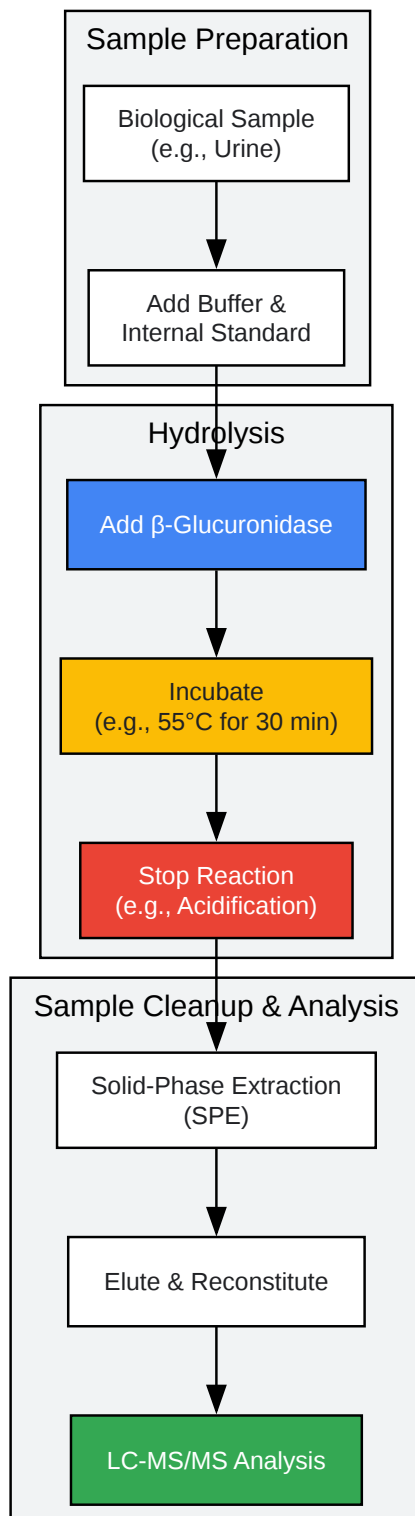 Sample Preparation
Biological Sample
(e.g., Urine)
Add Buffer &
Internal Standard
Hydrolysis
Add β-Glucuronidase
Incubate
(e.g., 55°C for 30 min)
Stop Reaction
(e.g., Acidification)
Sample Cleanup & Analysis
Solid-Phase Extraction
(SPE)
Elute & Reconstitute
LC-MS/MS Analysis